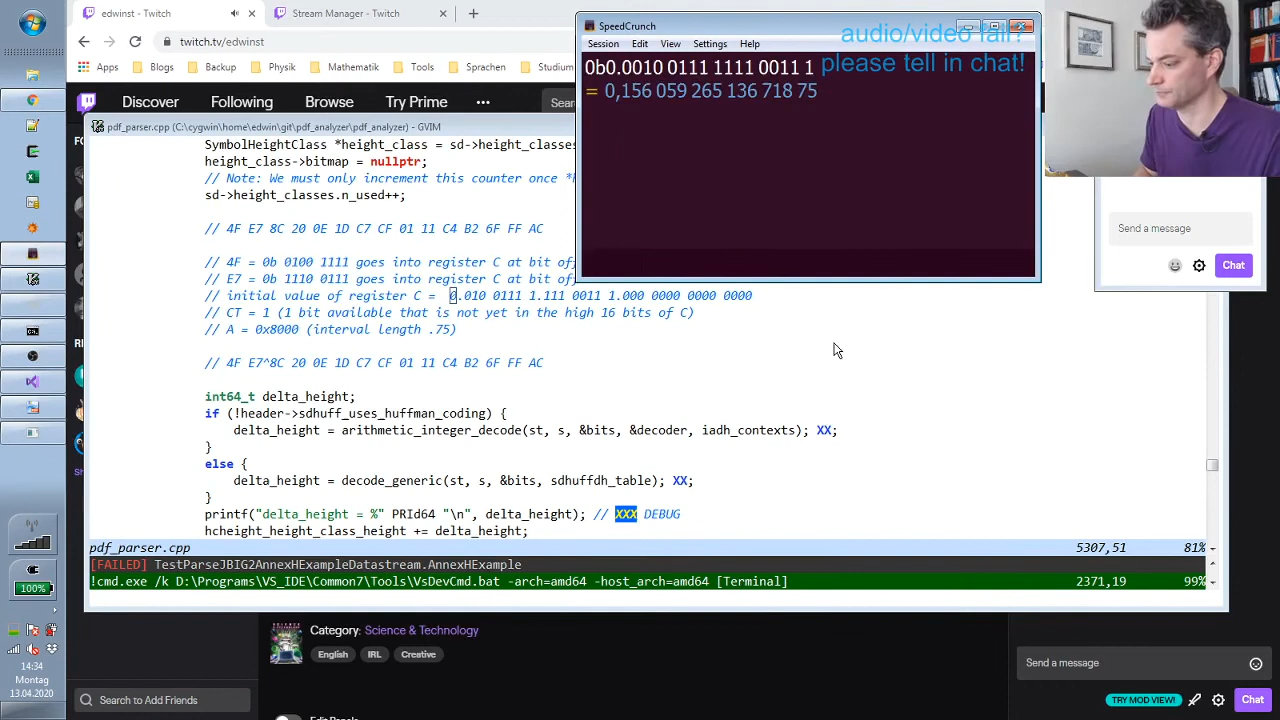 edwinst - Twitch
Stream Manager - Twitch
twitch.tv/edwinst
Apps
Blogs
Backup
Physik
Mathematik
Tools
Sprachen
Studium
Discover
Following
Browse
Try Prime
Sea
SpeedCrunch
audio/video fail?
Session Edit View Settings Help
please tell in chat!
0b0.0010 0111 1111 0011 1
= 0,156 059 265 136 718 75
pdf_parser.cpp (C:\cygwin\home\edwin\git\pdf_analyzer\pdf_analyzer) - GVIM
SymbolHeightClass *height_class = sd->height_classes
height_class->bitmap = nullptr;
// Note: We must only increment this counter once *h
sd->height_classes.n_used++;
// 4F E7 8C 20 0E 1D C7 CF 01 11 C4 B2 6F FF AC
// 4F = 0b 0100 1111 goes into register C at bit of
// E7 = 0b 1110 0111 goes into register C at bit of
// initial value of register C =  0.010 0111 1.111 0011 1.000 0000 0000 0000
// CT = 1 (1 bit available that is not yet in the high 16 bits of C)
// A = 0x8000 (interval length .75)
// 4F E7^8C 20 0E 1D C7 CF 01 11 C4 B2 6F FF AC
int64_t delta_height;
if (!header->sdhuff_uses_huffman_coding) {
delta_height = arithmetic_integer_decode(st, s, &bits, &decoder, iadh_contexts); XX;
}
else {
delta_height = decode_generic(st, s, &bits, sdhuffdh_table); XX;
}
printf("delta_height = %" PRId64 "\n", delta_height); // XXX DEBUG
hcheight_height_class_height += delta_height;
pdf_parser.cpp 5307,51 81%
[FAILED] TestParseJBIG2AnnexHExampleDatastream.AnnexHExample
!cmd.exe /k D:\Programs\VS_IDE\Common7\Tools\VsDevCmd.bat -arch=amd64 -host_arch=amd64 [Terminal] 2371,19 99%
Send a message
Chat
Category: Science & Technology
English IRL Creative
Search to Add Friends
Edit Panels
Send a message
TRY MOD VIEW!
Chat
100%
14:34
Montag
13.04.2020